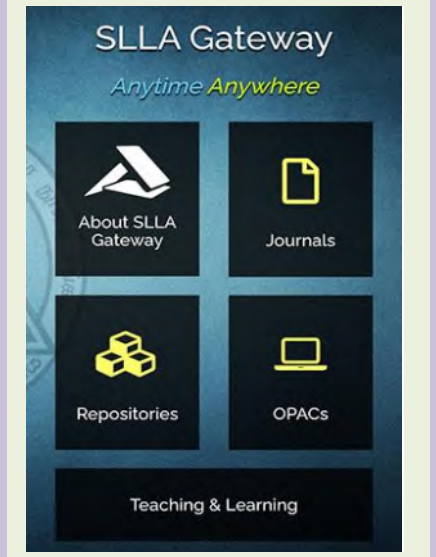 SLLA Gateway
Anytime Anywhere
About SLLA
Gateway
Journals
Repositories
OPACs
Teaching & Learning